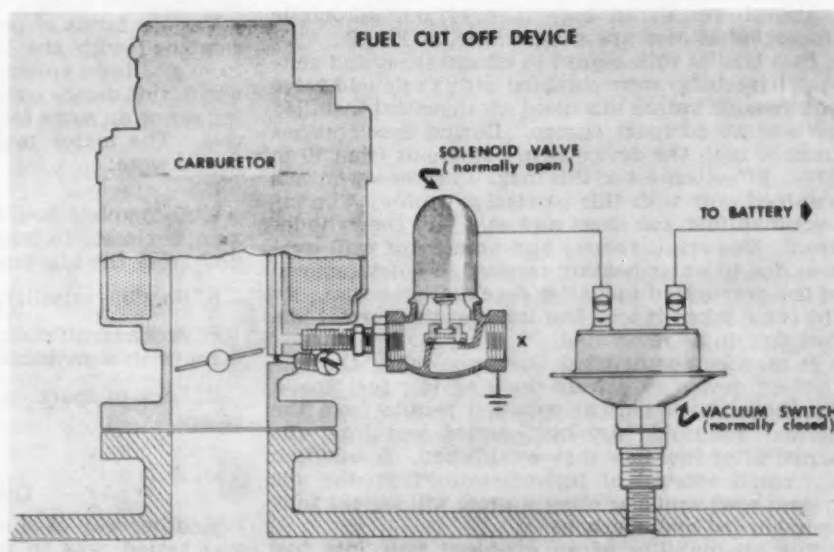 FUEL CUT OFF DEVICE
CARBURETOR
SOLENOID VALVE
(normally open)
TO BATTERY
x
VACUUM SWITCH
(normally closed)